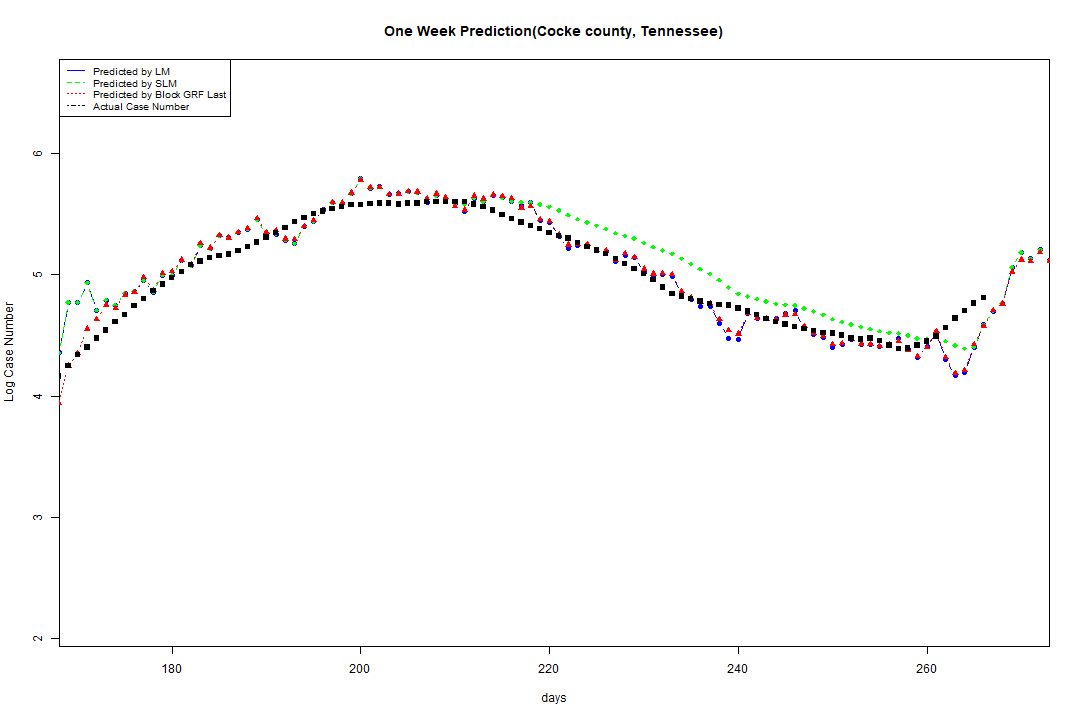 One Week Prediction(Cocke county, Tennessee)
Predicted by LM
Predicted by SLM
Predicted by Block GRF Last
Actual Case Number
Log Case Number
6
5
4
3
2
180 200 220 240 260
days